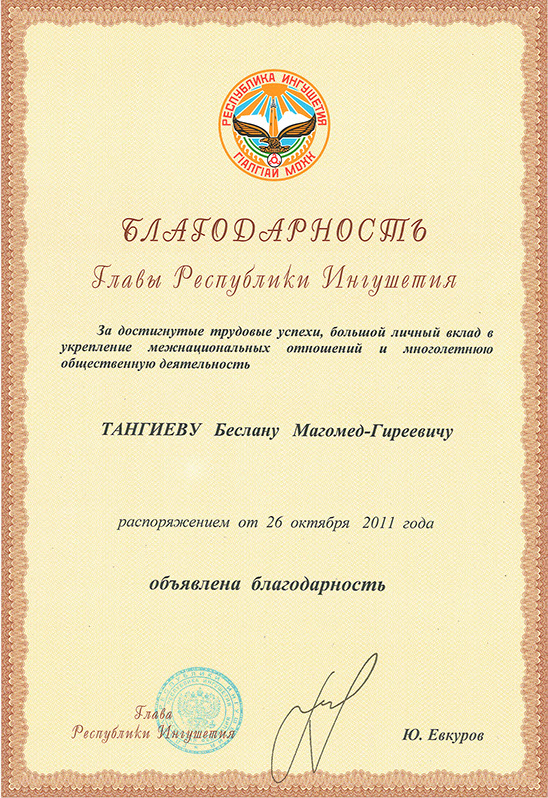 РЕСПУБЛИКА ИНГУШЕТИЯ
ГIАЛГIАЙ МОХК
БЛАГОДАРНОСТЬ
Главы Республики Ингушетия
За достигнутые трудовые успехи, большой личный вклад в
укрепление межнациональных отношений и многолетнюю
общественную деятельность
ТАНГИЕВУ Беслану Магомед-Гиреевичу
распоряжением от 26 октября 2011 года
объявлена благодарность
Глава
Республики Ингушетия
Ю. Евкуров